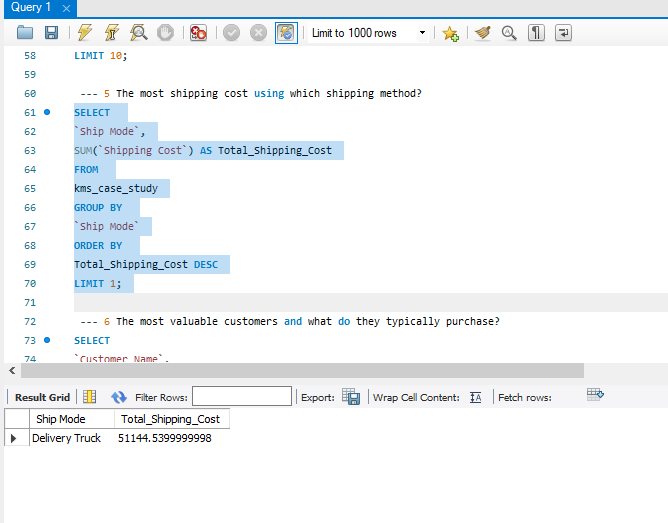 Query 1
Limit to 1000 rows
58 LIMIT 10;
59
60 --- 5 The most shipping cost using which shipping method?
61 SELECT
62 `Ship Mode`,
63 SUM(`Shipping Cost`) AS Total_Shipping_Cost
64 FROM
65 kms_case_study
66 GROUP BY
67 `Ship Mode`
68 ORDER BY
69 Total_Shipping_Cost DESC
70 LIMIT 1;
71
72 --- 6 The most valuable customers and what do they typically purchase?
73 SELECT
74 `Customer Name`,
Result Grid Filter Rows: Export: Wrap Cell Content: IA Fetch rows:
Ship Mode Total_Shipping_Cost
Delivery Truck 51144.5399999998